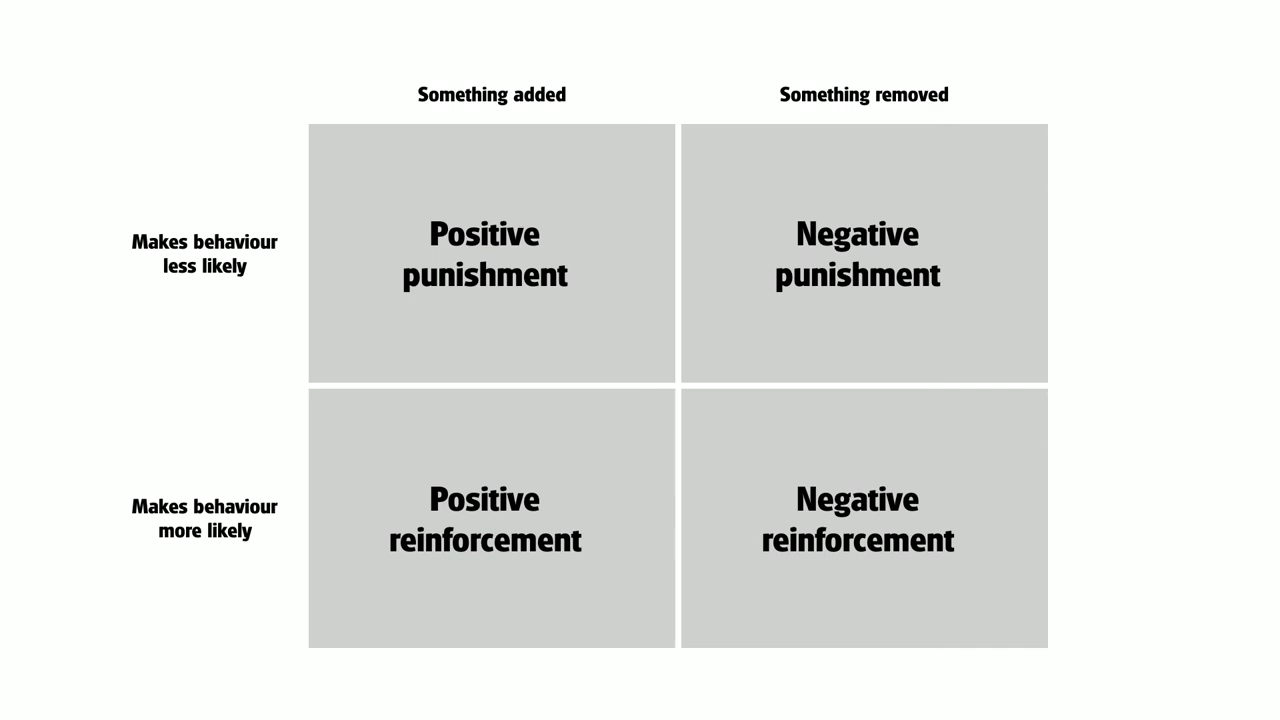 Something added
Something removed
Makes behaviour
less likely
Positive
punishment
Negative
punishment
Makes behaviour
more likely
Positive
reinforcement
Negative
reinforcement